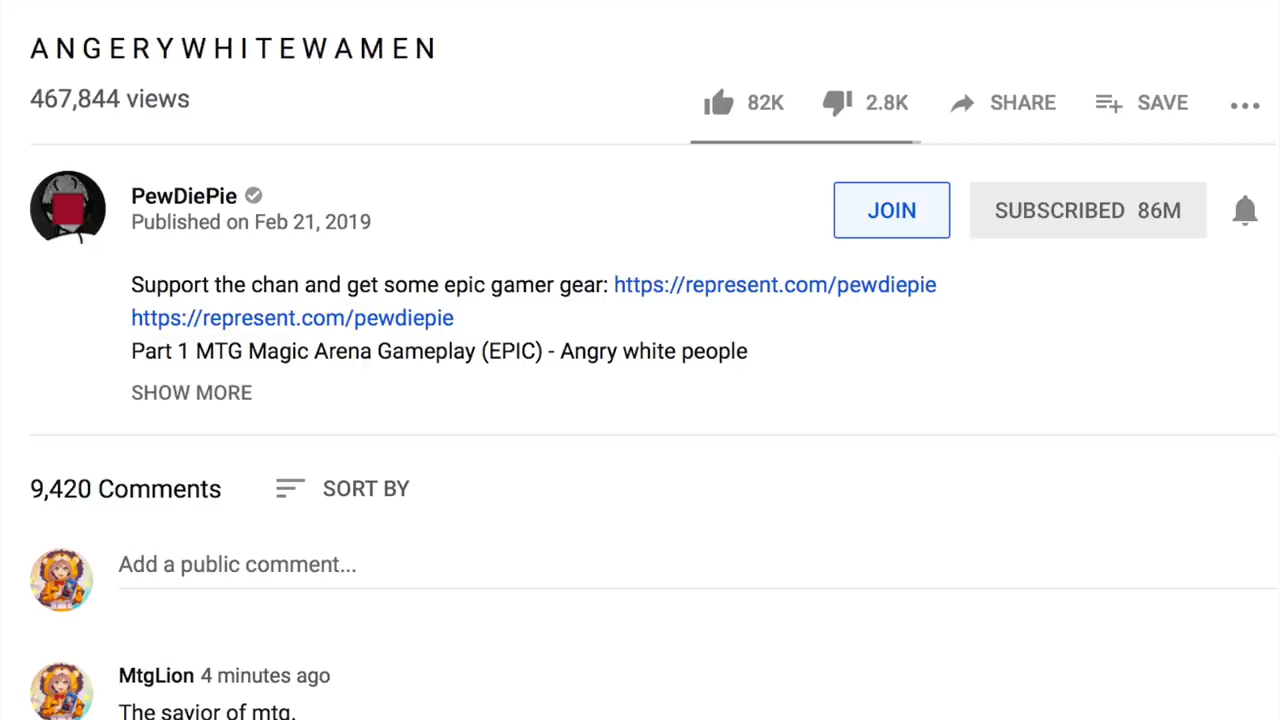 A N G E R Y W H I T E W A M E N
467,844 views
82K 2.8K SHARE SAVE
PewDiePie
Published on Feb 21, 2019
JOIN SUBSCRIBED 86M
Support the chan and get some epic gamer gear: https://represent.com/pewdiepie
https://represent.com/pewdiepie
Part 1 MTG Magic Arena Gameplay (EPIC) - Angry white people
SHOW MORE
9,420 Comments SORT BY
Add a public comment...
MtgLion 4 minutes ago
The savior of mtg.